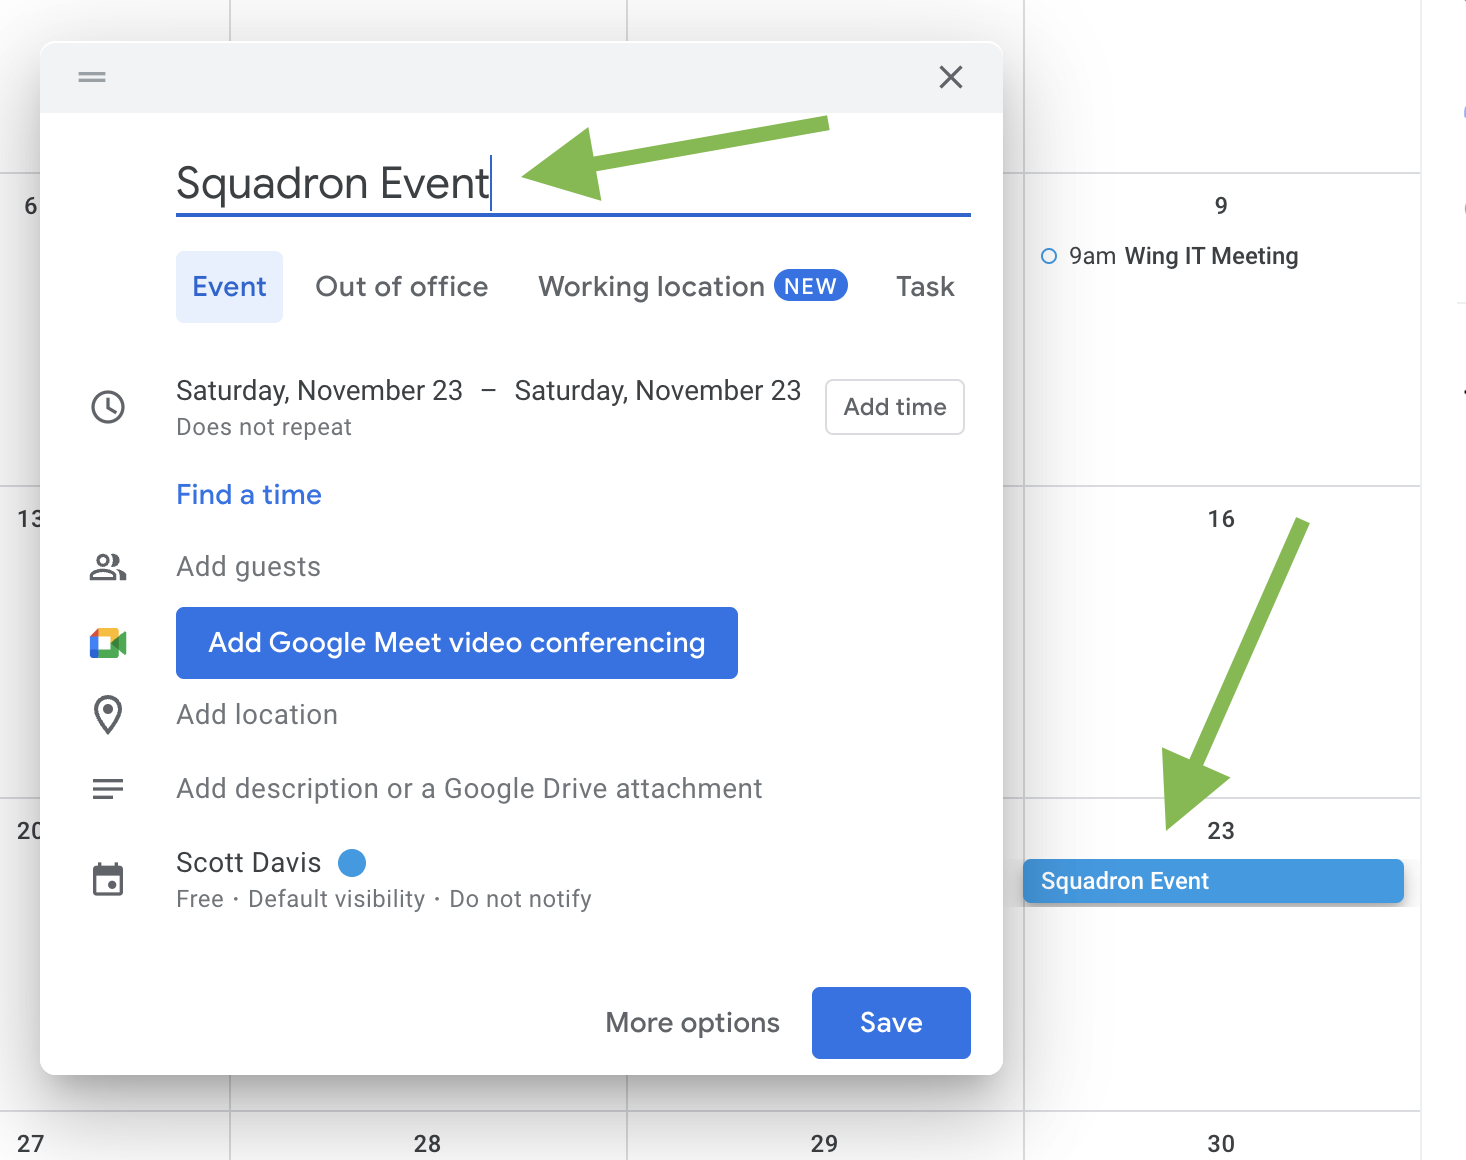 Squadron Event
Event Out of office Working location NEW Task
Saturday, November 23 – Saturday, November 23 Add time
Does not repeat
Find a time
Add guests
Add Google Meet video conferencing
Add location
Add description or a Google Drive attachment
Scott Davis
Free · Default visibility · Do not notify
More options Save
6 9
9am Wing IT Meeting
13 16
20 23
Squadron Event
27 28 29 30